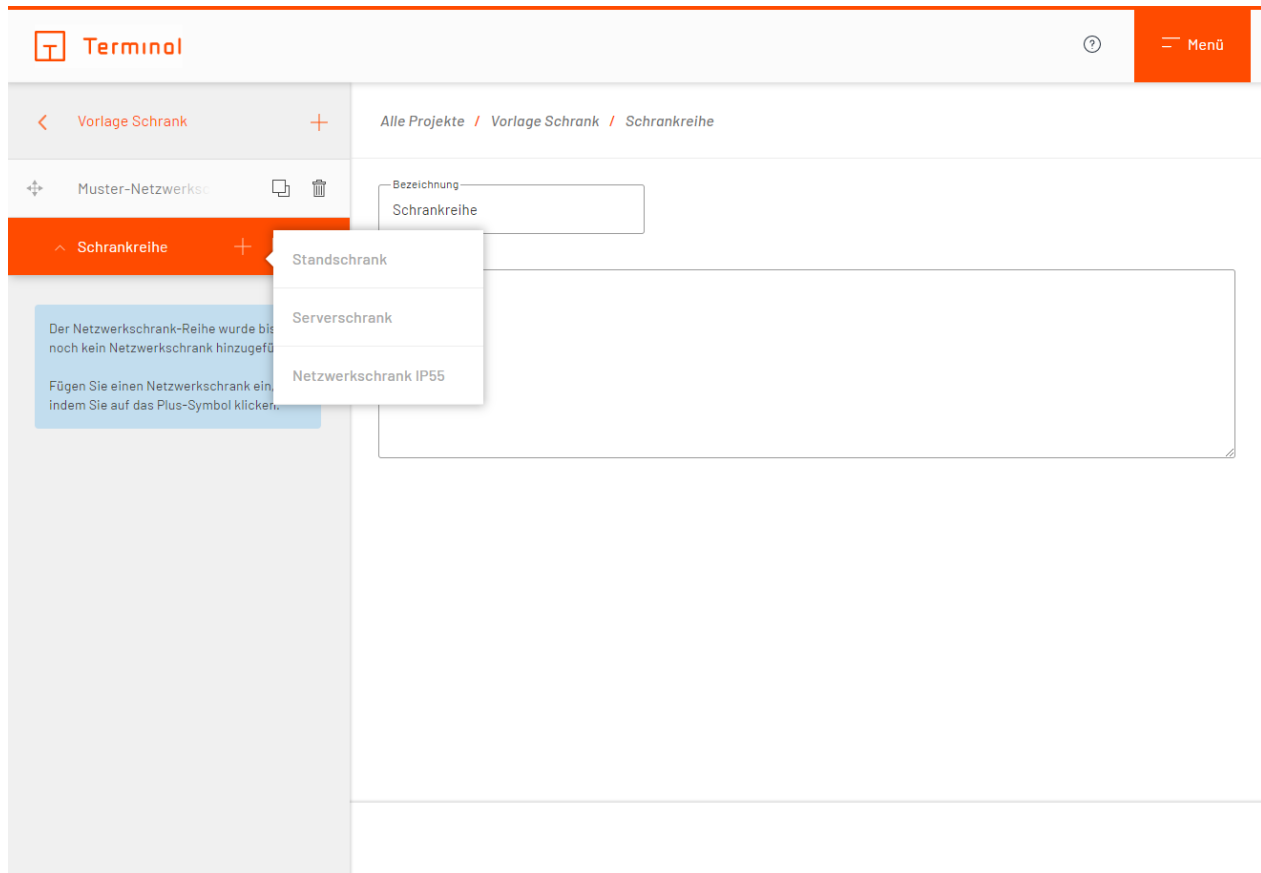 Terminal
Menü
Vorlage Schrank
Alle Projekte / Vorlage Schrank / Schrankreihe
Muster-Netzwerksc
Bezeichnung
Schrankreihe
Schrankreihe
Standschrank
Serverschrank
Netzwerkschrank IP55
Der Netzwerkschrank-Reihe wurde bis
noch kein Netzwerkschrank hinzugefü
Fügen Sie einen Netzwerkschrank ein,
indem Sie auf das Plus-Symbol klicken.